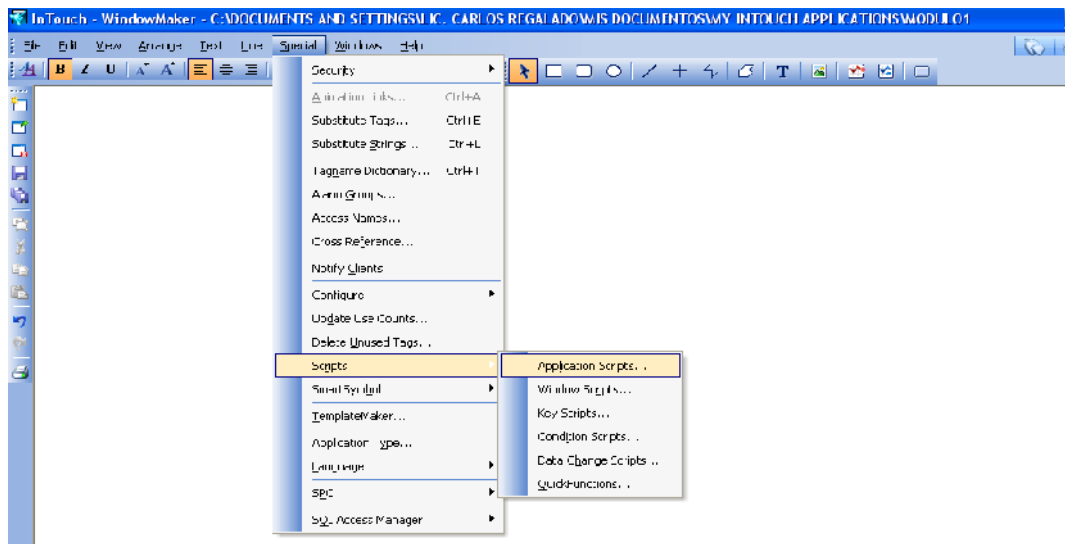 InTouch - WindowMaker - C:\DOCUMENTS AND SETTINGS\LIC. CARLOS REGALADO\MIS DOCUMENTOS\MY INTOUCH APPLICATIONS\MODULO1
File Edit View Arrange Text Line Special Windows Help
B I U A A T
Security
Animation Links... Ctrl+A
Substitute Tags... Ctrl+E
Substitute Strings... Ctrl+L
Tagname Dictionary... Ctrl+T
Alarm Groups...
Access Names...
Cross Reference...
Notify Clients
Configure
Update Use Counts...
Delete Unused Tags...
Scripts
Application Scripts...
SmartSymbol
Window Scripts...
TemplateMaker...
Key Scripts...
Application Type...
Condition Scripts...
Language
Data Change Scripts...
SPC
QuickFunctions...
SQL Access Manager